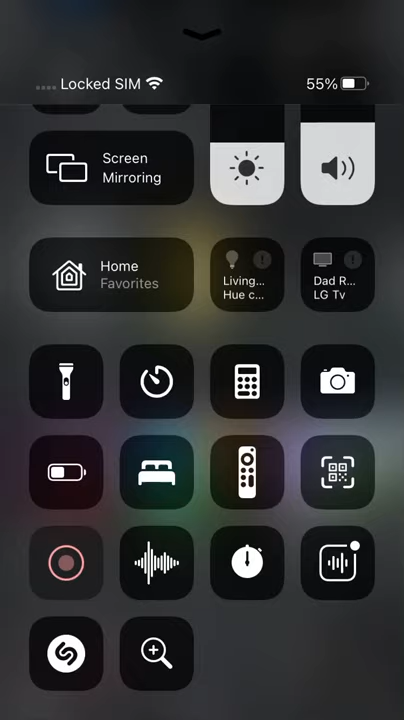 Locked SIM 55%
Screen
Mirroring
Home
Favorites
Living...
Hue c...
Dad R...
LG Tv